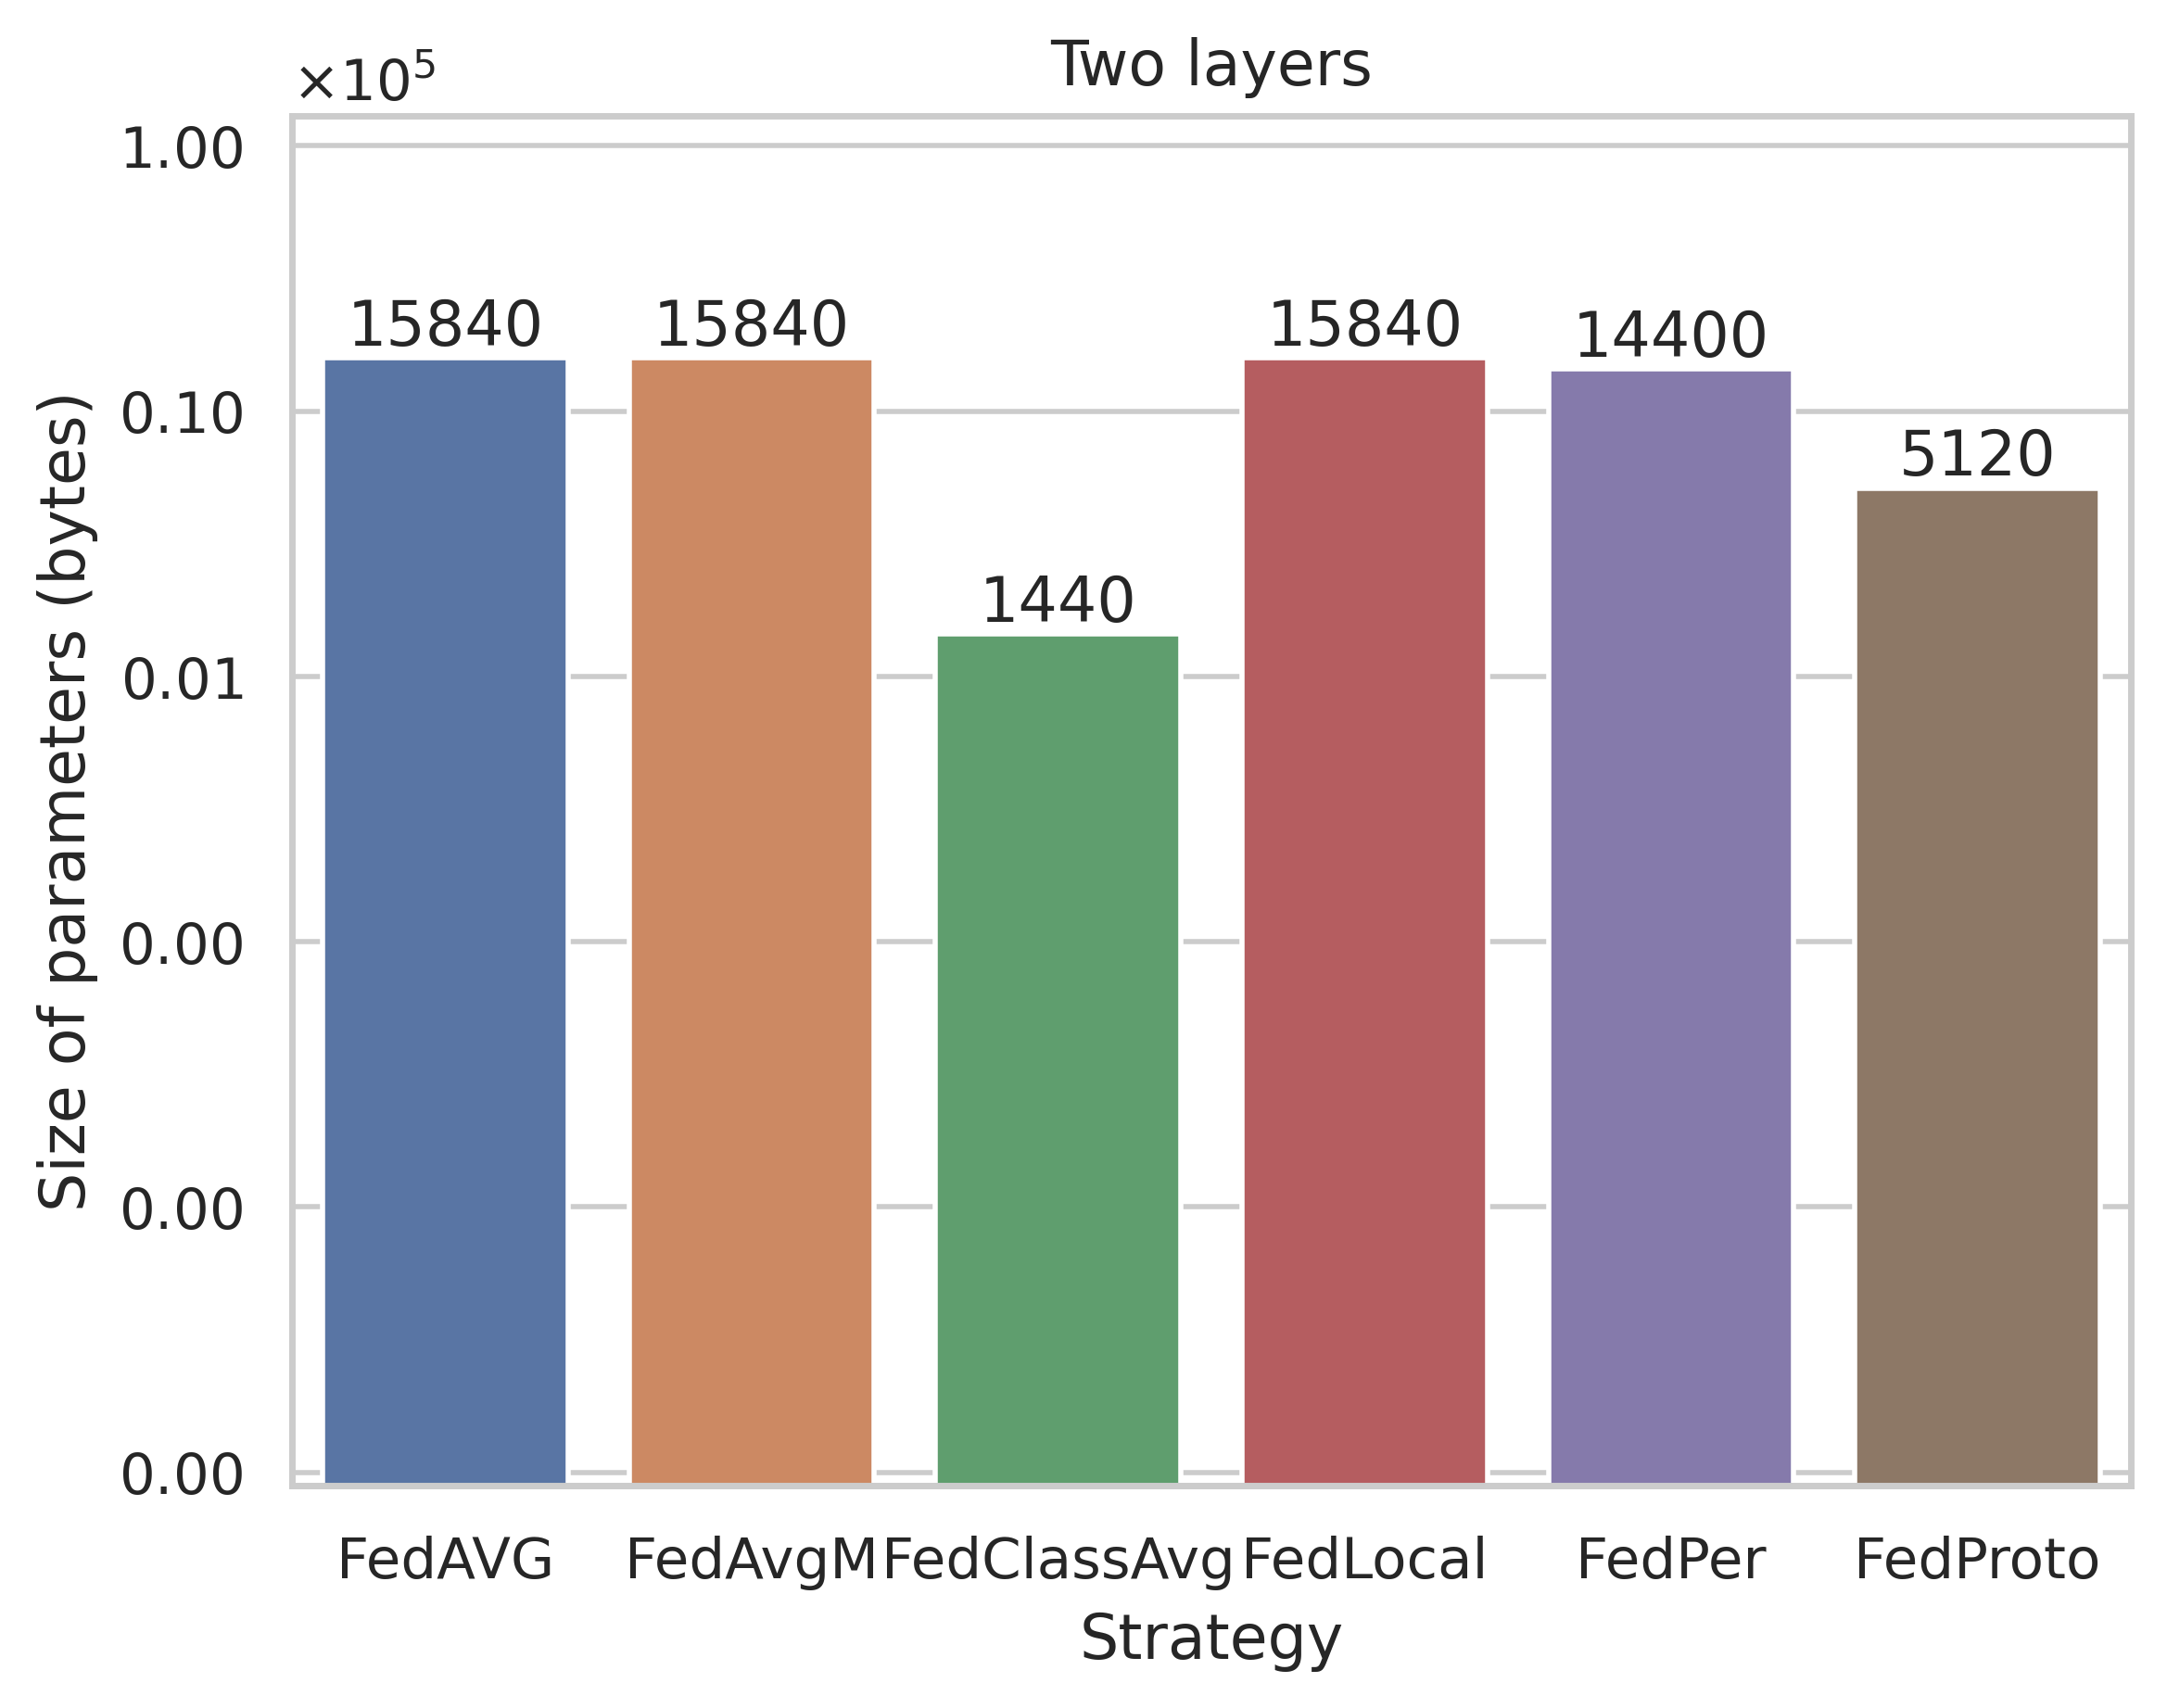 Two layers
×10⁵
1.00
0.10
0.01
0.00
0.00
0.00
Size of parameters (bytes)
15840
15840
1440
15840
14400
5120
FedAVG
FedAvgM
FedClassAvg
FedLocal
FedPer
FedProto
Strategy